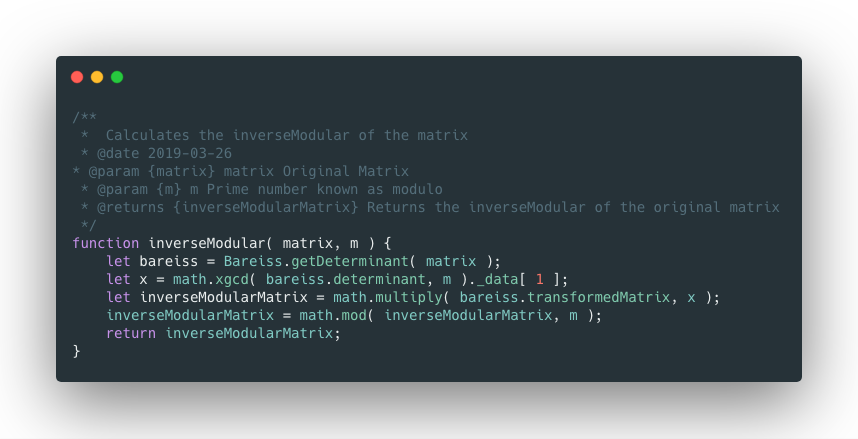 /**
 *  Calculates the inverseModular of the matrix
 * @date 2019-03-26
* @param {matrix} matrix Original Matrix
 * @param {m} m Prime number known as modulo
 * @returns {inverseModularMatrix} Returns the inverseModular of the original matrix
 */
function inverseModular( matrix, m ) {
    let bareiss = Bareiss.getDeterminant( matrix );
    let x = math.xgcd( bareiss.determinant, m )._data[ 1 ];
    let inverseModularMatrix = math.multiply( bareiss.transformedMatrix, x );
    inverseModularMatrix = math.mod( inverseModularMatrix, m );
    return inverseModularMatrix;
}